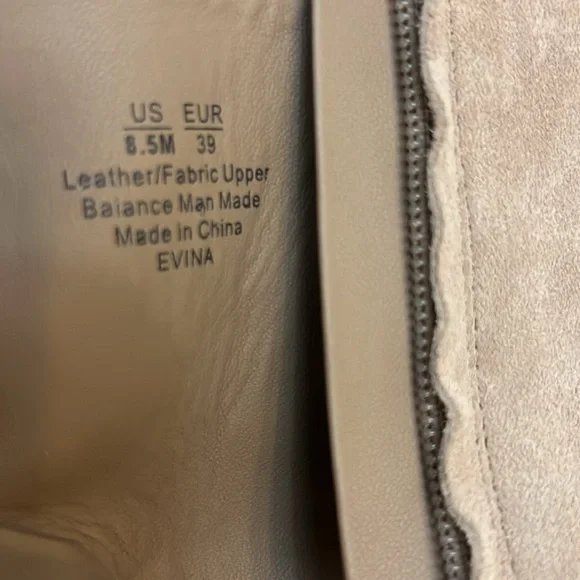 US EUR
8.5M 39
Leather/Fabric Upper
Balance Man Made
Made in China
EVINA